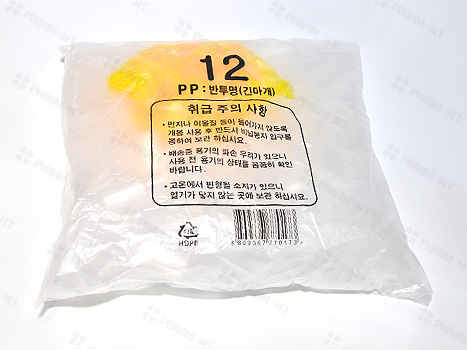 12
PP : 반투명(긴마개)
취급 주의 사항
• 먼지나 이물질 등이 들어가지 않도록
개봉 사용 후 반드시 비닐봉지 입구를
봉하여 보관 하십시요.
• 배송중 용기의 파손 우려가 있으니
사용 전 용기의 상태를 꼼꼼히 확인
바랍니다.
• 고온에서 변형될 소지가 있으니
열기가 닿지 않는 곳에 보관 하십시요.
HDPE
8809357770173